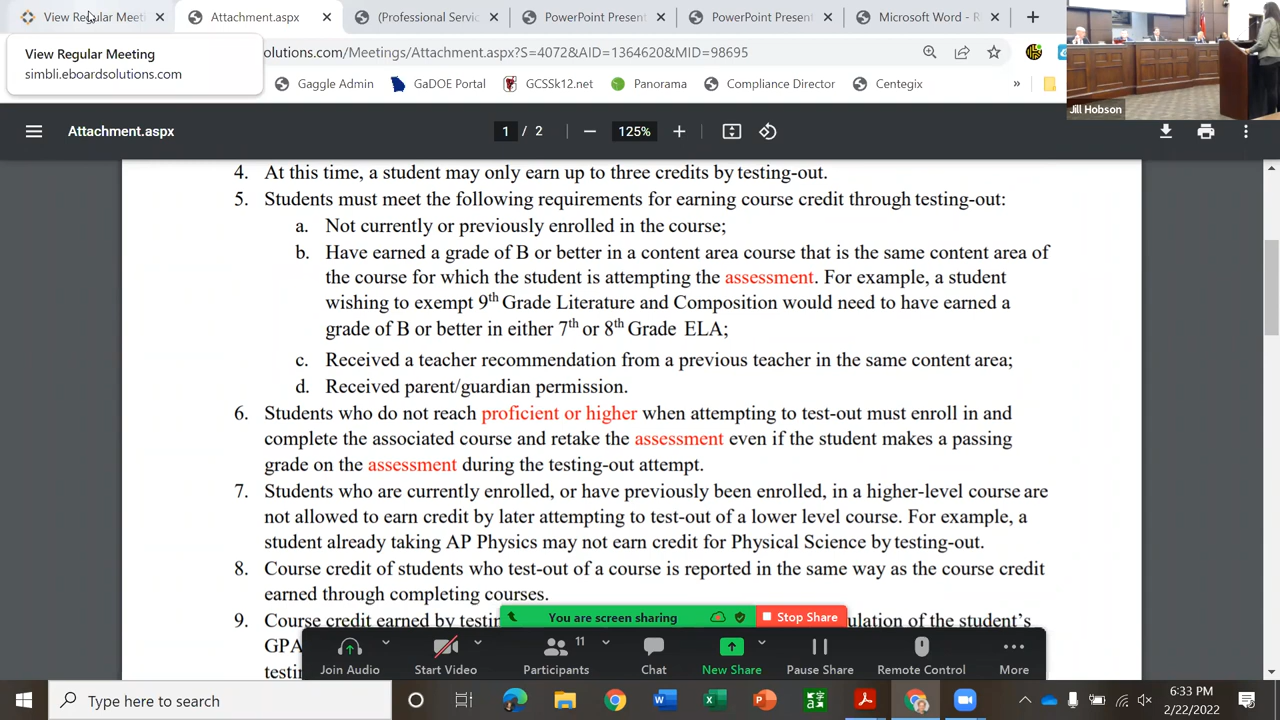 View Regular Meeti
Attachment.aspx
(Professional Servic
PowerPoint Present
PowerPoint Present
Microsoft Word - R
View Regular Meeting
simbli.eboardsolutions.com
solutions.com/Meetings/Attachment.aspx?S=4072&AID=1364620&MID=98695
Gaggle Admin
GaDOE Portal
GCSSk12.net
Panorama
Compliance Director
Centegix
»
Jill Hobson
Attachment.aspx
1 / 2
125%
4. At this time, a student may only earn up to three credits by testing-out.
5. Students must meet the following requirements for earning course credit through testing-out:
a. Not currently or previously enrolled in the course;
b. Have earned a grade of B or better in a content area course that is the same content area of
the course for which the student is attempting the assessment. For example, a student
wishing to exempt 9th Grade Literature and Composition would need to have earned a
grade of B or better in either 7th or 8th Grade ELA;
c. Received a teacher recommendation from a previous teacher in the same content area;
d. Received parent/guardian permission.
6. Students who do not reach proficient or higher when attempting to test-out must enroll in and
complete the associated course and retake the assessment even if the student makes a passing
grade on the assessment during the testing-out attempt.
7. Students who are currently enrolled, or have previously been enrolled, in a higher-level course are
not allowed to earn credit by later attempting to test-out of a lower level course. For example, a
student already taking AP Physics may not earn credit for Physical Science by testing-out.
8. Course credit of students who test-out of a course is reported in the same way as the course credit
earned through completing courses.
9. Course credit earned by testin ulation of the student's
GPA
testin
You are screen sharing
Stop Share
Join Audio
Start Video
11
Participants
Chat
New Share
Pause Share
Remote Control
More
Type here to search
6:33 PM
2/22/2022